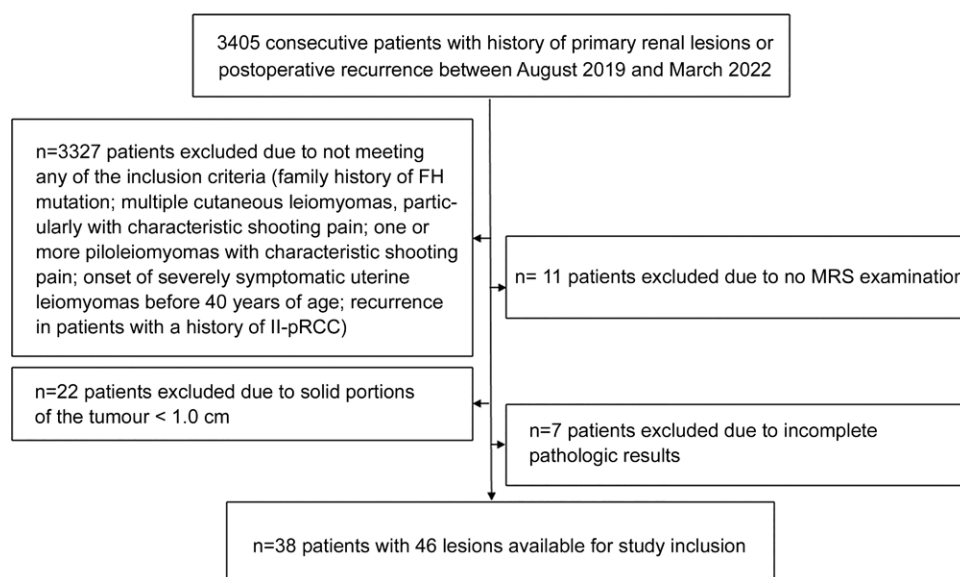 3405 consecutive patients with history of primary renal lesions or
postoperative recurrence between August 2019 and March 2022
n=3327 patients excluded due to not meeting
any of the inclusion criteria (family history of FH
mutation; multiple cutaneous leiomyomas, partic-
ularly with characteristic shooting pain; one or
more piloleiomyomas with characteristic shooting
pain; onset of severely symptomatic uterine
leiomyomas before 40 years of age; recurrence
in patients with a history of II-pRCC)
n= 11 patients excluded due to no MRS examination
n=22 patients excluded due to solid portions
of the tumour < 1.0 cm
n=7 patients excluded due to incomplete
pathologic results
n=38 patients with 46 lesions available for study inclusion